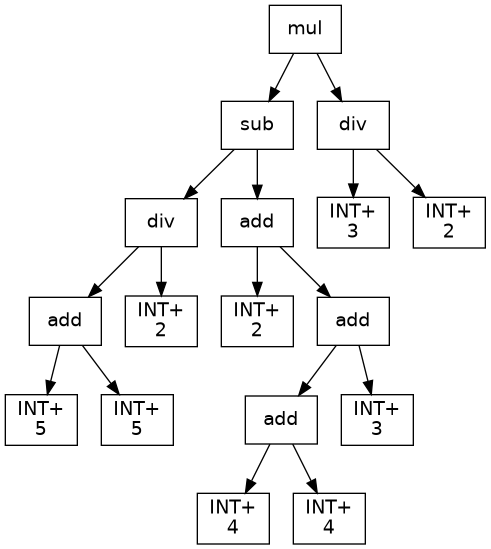 mul
sub
div
div
add
INT+
3
INT+
2
add
INT+
2
INT+
2
add
INT+
5
INT+
5
add
INT+
3
INT+
4
INT+
4